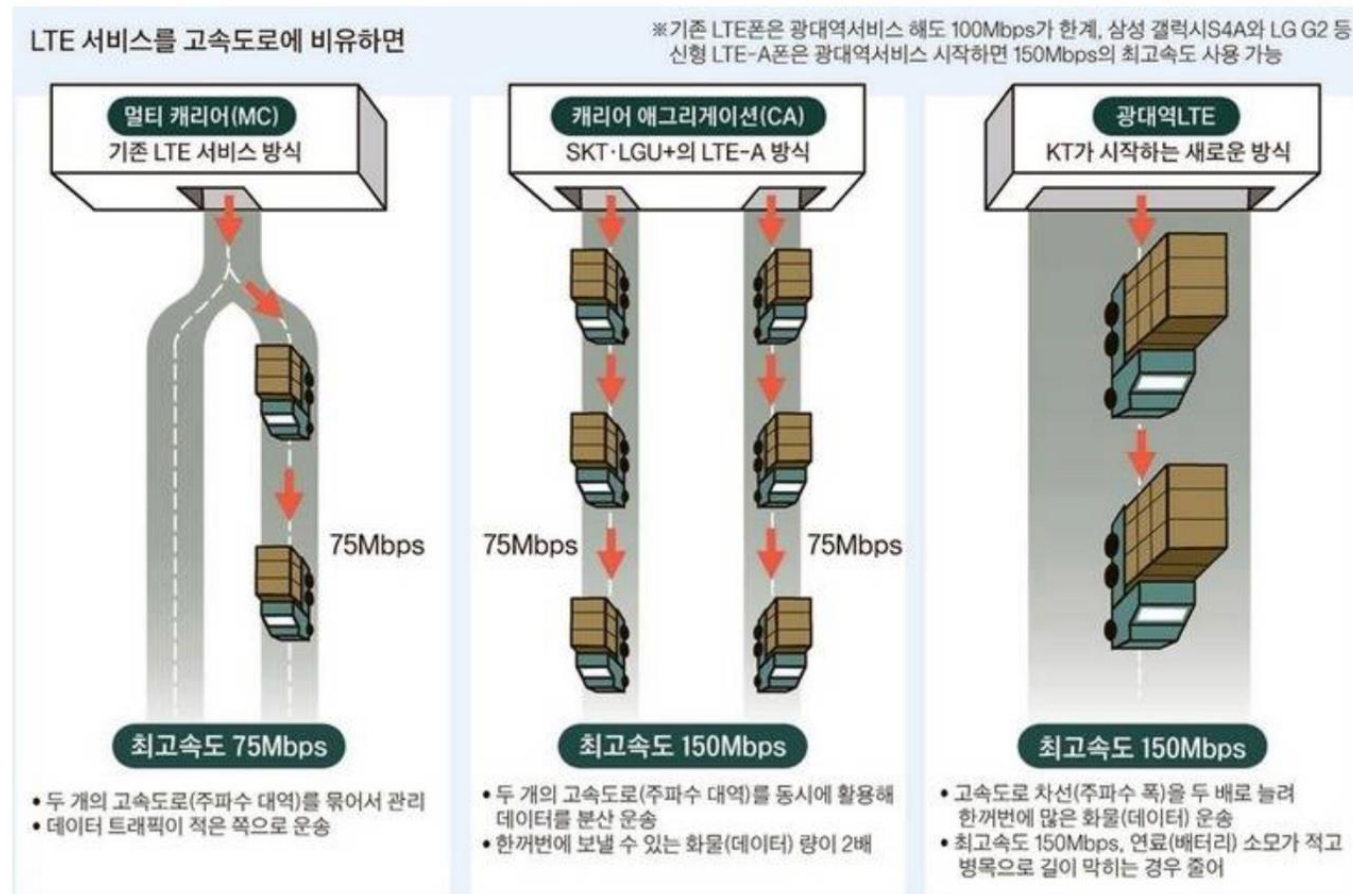 LTE 서비스를 고속도로에 비유하면
※기존 LTE폰은 광대역서비스 해도 100Mbps가 한계, 삼성 갤럭시S4A와 LG G2 등
신형 LTE-A폰은 광대역서비스 시작하면 150Mbps의 최고속도 사용 가능
멀티 캐리어(MC)
기존 LTE 서비스 방식
75Mbps
최고속도 75Mbps
• 두 개의 고속도로(주파수 대역)를 묶어서 관리
• 데이터 트래픽이 적은 쪽으로 운송
캐리어 애그리게이션(CA)
SKT·LGU+의 LTE-A 방식
75Mbps
75Mbps
최고속도 150Mbps
• 두 개의 고속도로(주파수 대역)를 동시에 활용해
데이터를 분산 운송
• 한꺼번에 보낼 수 있는 화물(데이터) 량이 2배
광대역LTE
KT가 시작하는 새로운 방식
최고속도 150Mbps
• 고속도로 차선(주파수 폭)을 두 배로 늘려
한꺼번에 많은 화물(데이터) 운송
• 최고속도 150Mbps, 연료(배터리) 소모가 적고
병목으로 길이 막히는 경우 줄어